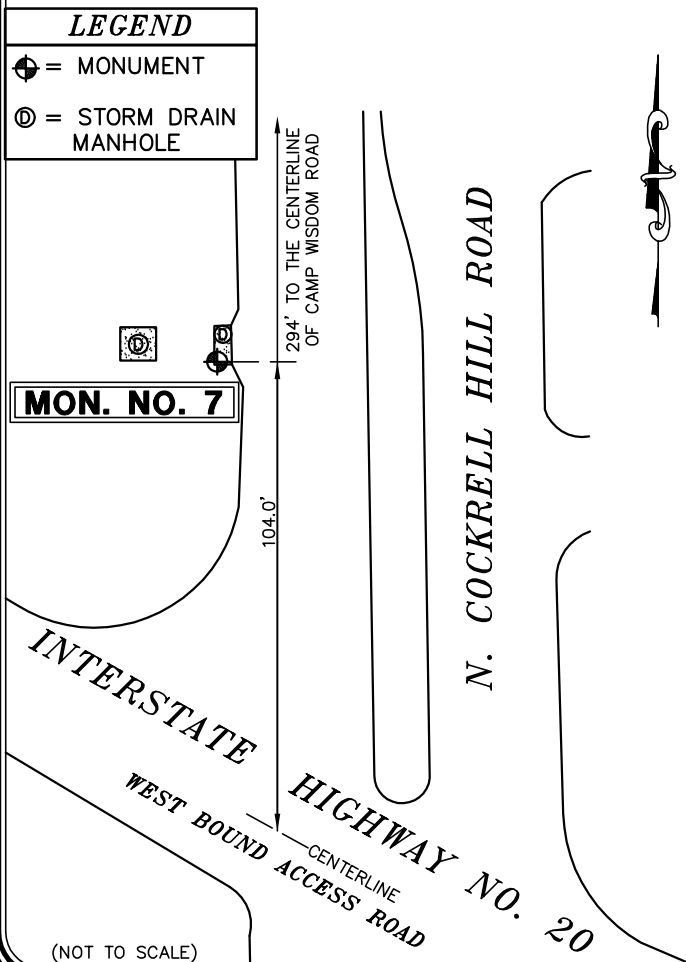 LEGEND
= MONUMENT
D = STORM DRAIN
MANHOLE
294' TO THE CENTERLINE
OF CAMP WISDOM ROAD
N. COCKRELL HILL ROAD
D
D
MON. NO. 7
104.0'
INTERSTATE HIGHWAY NO. 20
WEST BOUND ACCESS ROAD
CENTERLINE
(NOT TO SCALE)